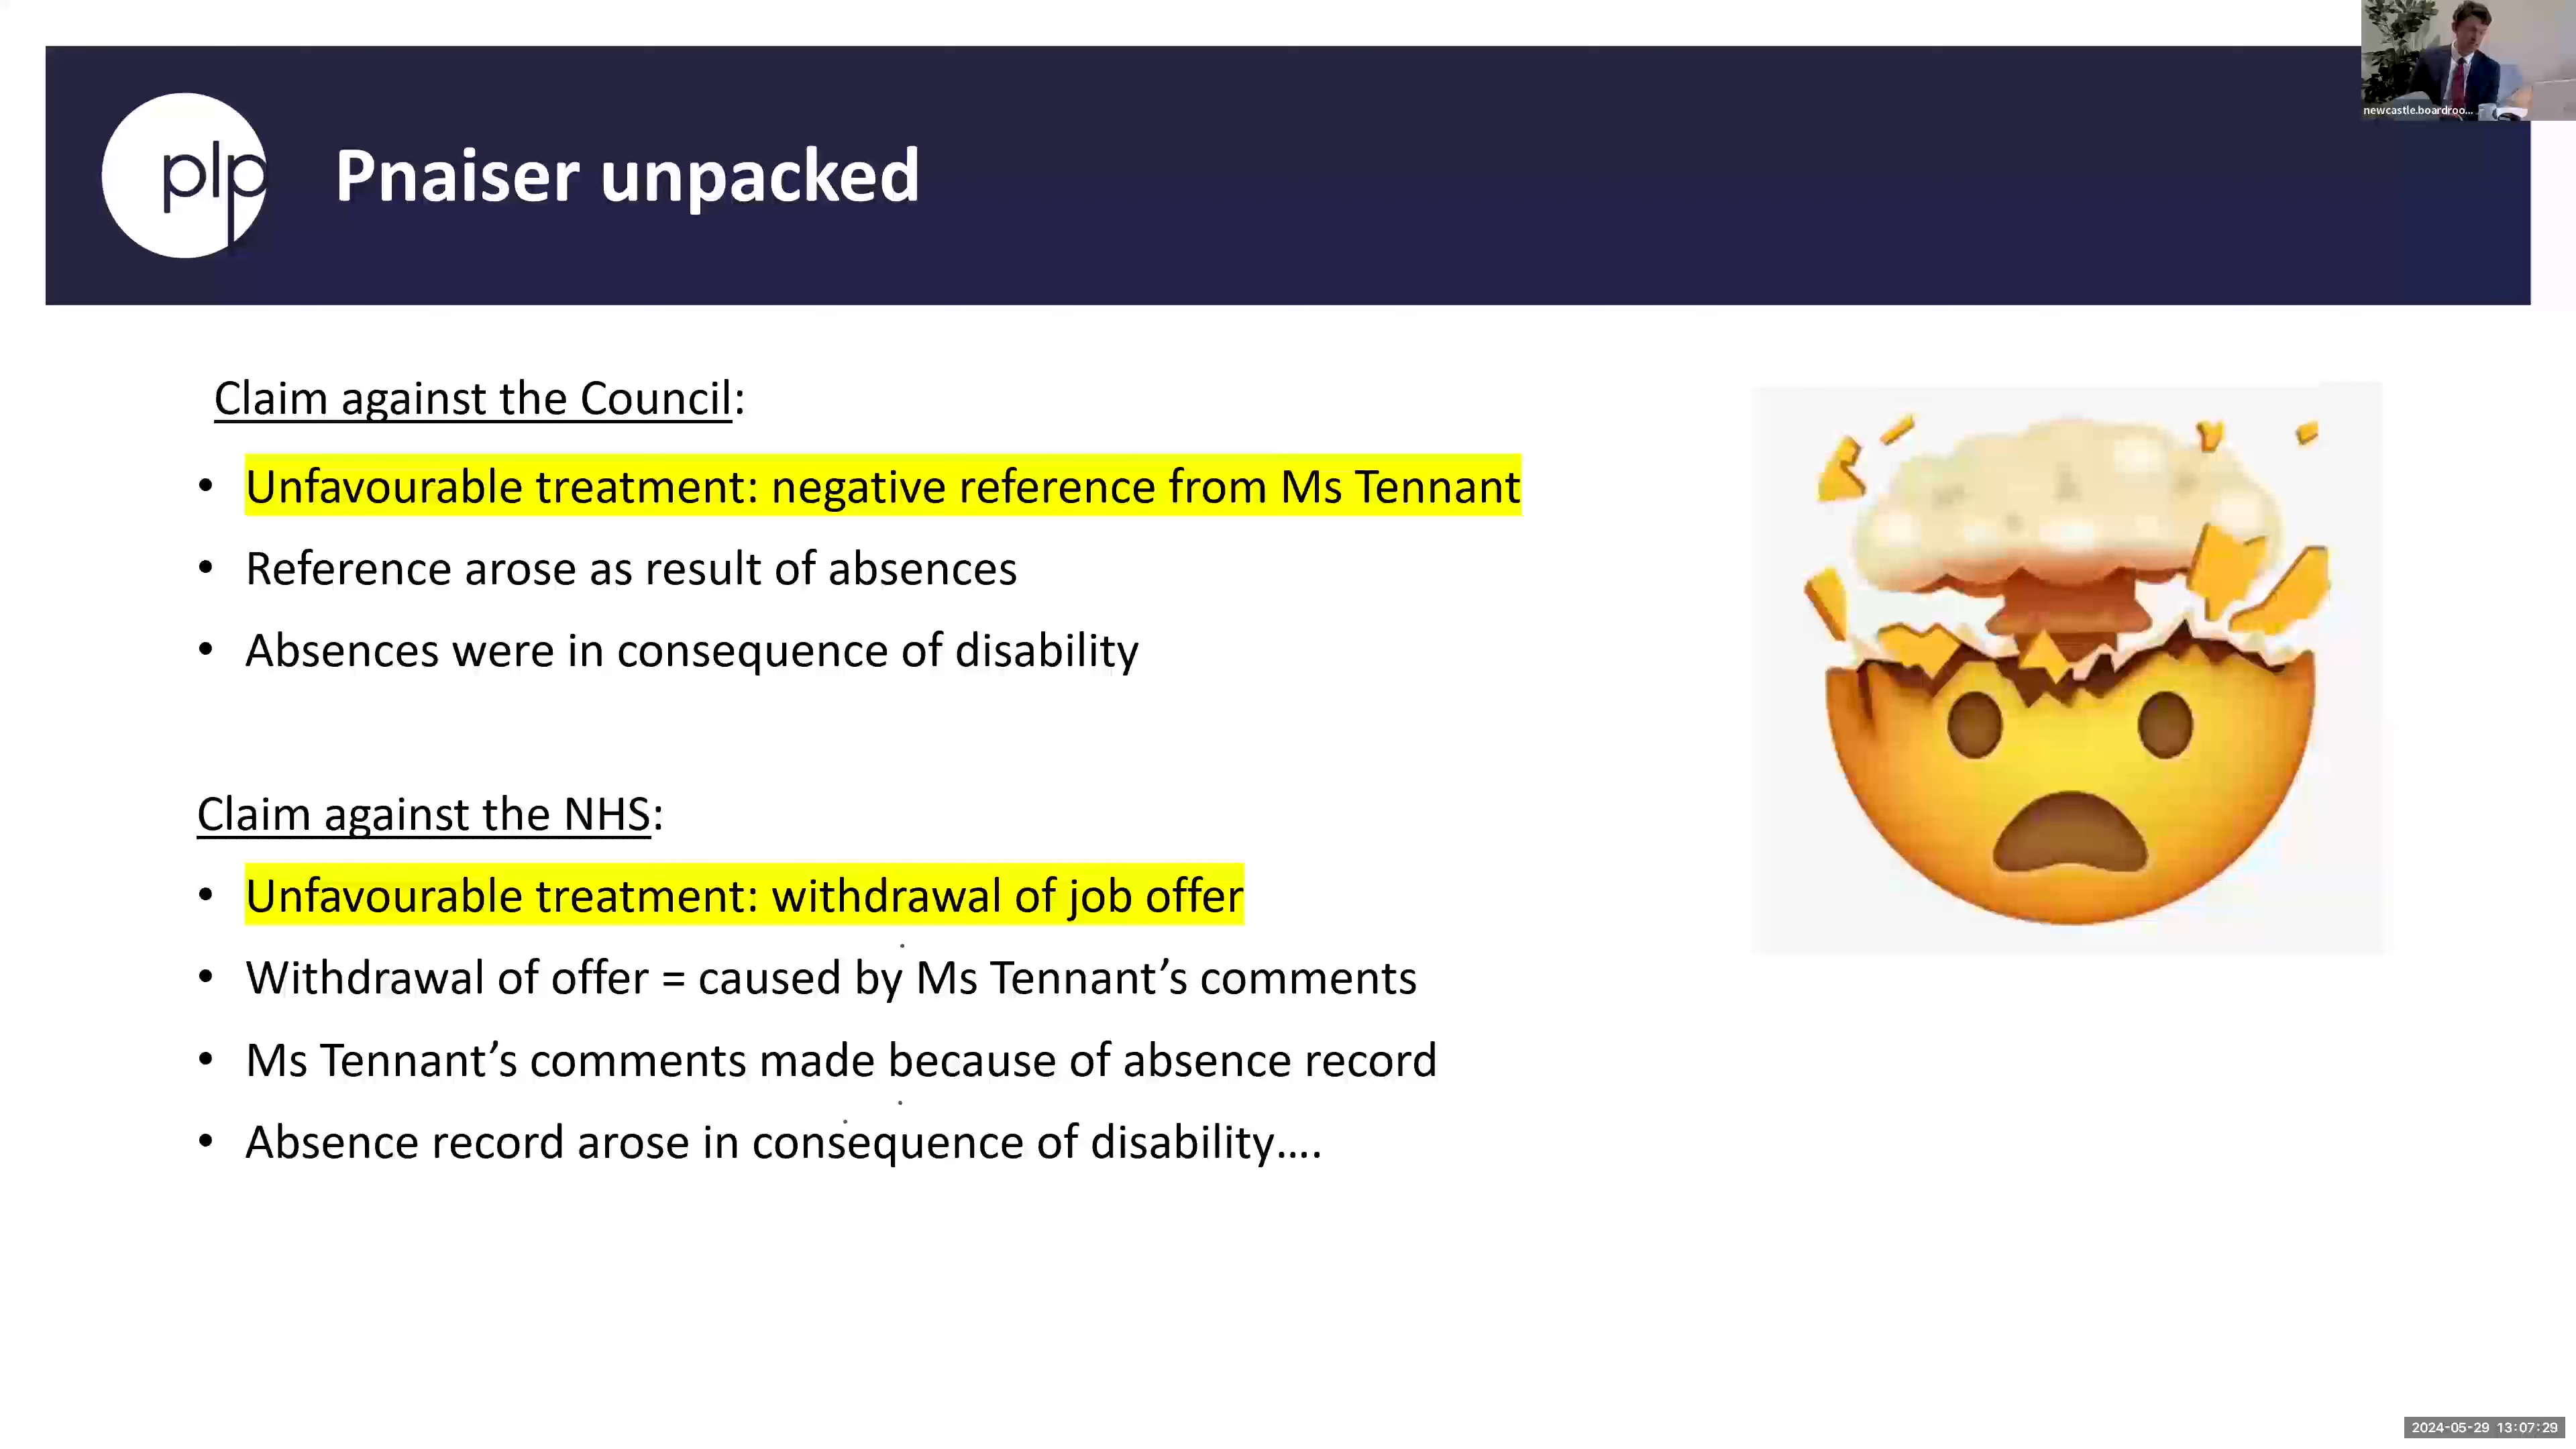 newcastle.boardroo...
plp
Pnaiser unpacked
Claim against the Council:
• Unfavourable treatment: negative reference from Ms Tennant
• Reference arose as result of absences
• Absences were in consequence of disability
Claim against the NHS:
• Unfavourable treatment: withdrawal of job offer
• Withdrawal of offer = caused by Ms Tennant’s comments
• Ms Tennant’s comments made because of absence record
• Absence record arose in consequence of disability….
2024-05-29 13:07:29